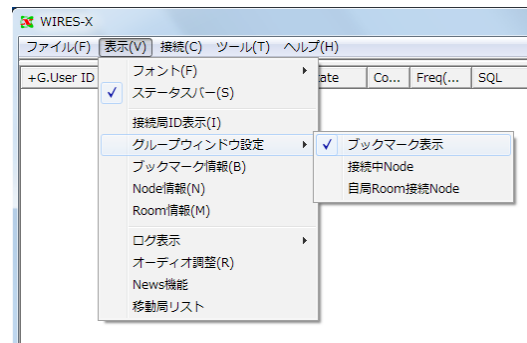 WIRES-X
ファイル(F) 表示(V) 接続(C) ツール(T) ヘルプ(H)
+G.User ID ate Co... Freq(... SQL
フォント(F)
ステータスバー(S)
接続局ID表示(I)
グループウィンドウ設定
ブックマーク表示
ブックマーク情報(B)
接続中Node
Node情報(N)
自局Room接続Node
Room情報(M)
ログ表示
オーディオ調整(R)
News機能
移動局リスト